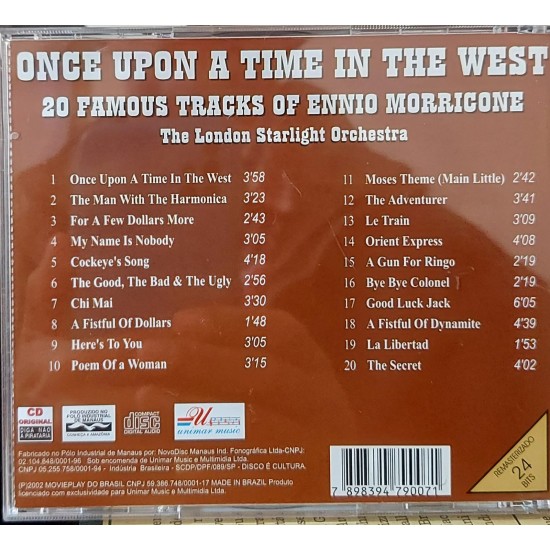 ONCE UPON A TIME IN THE WEST
20 FAMOUS TRACKS OF ENNIO MORRICONE
The London Starlight Orchestra
1 Once Upon A Time In The West 3'58
2 The Man With The Harmonica 3'23
3 For A Few Dollars More 2'43
4 My Name Is Nobody 3'05
5 Cockeye's Song 4'18
6 The Good, The Bad & The Ugly 2'56
7 Chi Mai 3'30
8 A Fistful Of Dollars 1'48
9 Here's To You 3'05
10 Poem Of a Woman 3'15
11 Moses Theme (Main Little) 2'42
12 The Adventurer 3'41
13 Le Train 3'09
14 Orient Express 4'08
15 A Gun For Ringo 2'19
16 Bye Bye Colonel 2'19
17 Good Luck Jack 6'05
18 A Fistful Of Dynamite 4'39
19 La Libertad 1'53
20 The Secret 4'02
CD
ORIGINAL
DIGA NÃO
A PIRATARIA
PRODUZIDO NO
PÓLO INDUSTRIAL
DE MANAUS
CONHEÇA A AMAZÔNIA
COMPACT
disc
DIGITAL AUDIO
unimar music
Fabricado no Pólo Industrial de Manaus por: NovoDisc Manaus Ind. Fonográfica Ltda-CNPJ:
02.104.848/0001-96 Sob encomenda de Unimar Music e Multimidia Ltda.
CNPJ 05.255.758/0001-94 - Indústria Brasileira - SCDP/DPF/089/SP - DISCO É CULTURA.
(P)2002 MOVIEPLAY DO BRASIL CNPJ 59.386.748/0001-17 MADE IN BRAZIL Produto
licenciado com exclusividade para Unimar Music e Multimidia Ltda
7 898394 790071
REMASTERIZADO
24
BITS